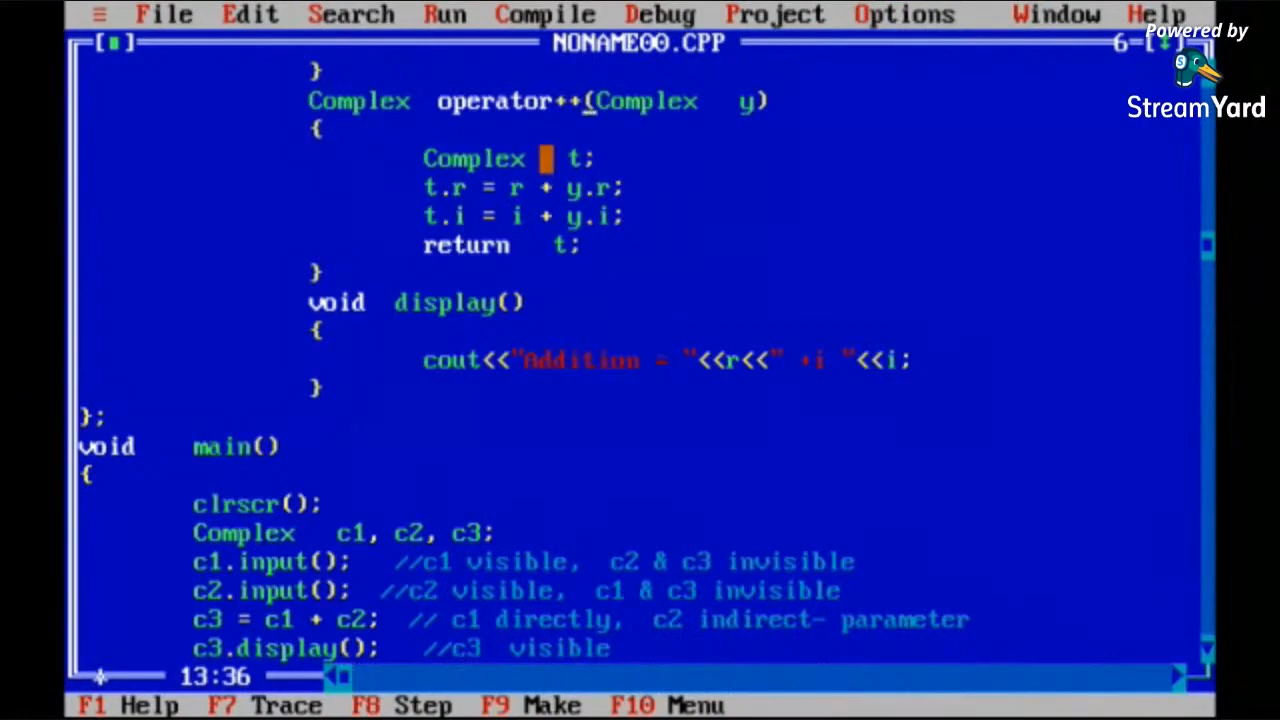 ≡ File Edit Search Run Compile Debug Project Options Window Help
Powered by
StreamYard
[■] NONAME00.CPP 6=[↕]
}
Complex operator++(Complex y)
{
Complex t;
t.r = r + y.r;
t.i = i + y.i;
return t;
}
void display()
{
cout<<"Addition = "<<r<<" +i "<<i;
}
};
void main()
{
clrscr();
Complex c1, c2, c3;
c1.input(); //c1 visible, c2 & c3 invisible
c2.input(); //c2 visible, c1 & c3 invisible
c3 = c1 + c2; // c1 directly, c2 indirect- parameter
c3.display(); //c3 visible
13:36
F1 Help F7 Trace F8 Step F9 Make F10 Menu